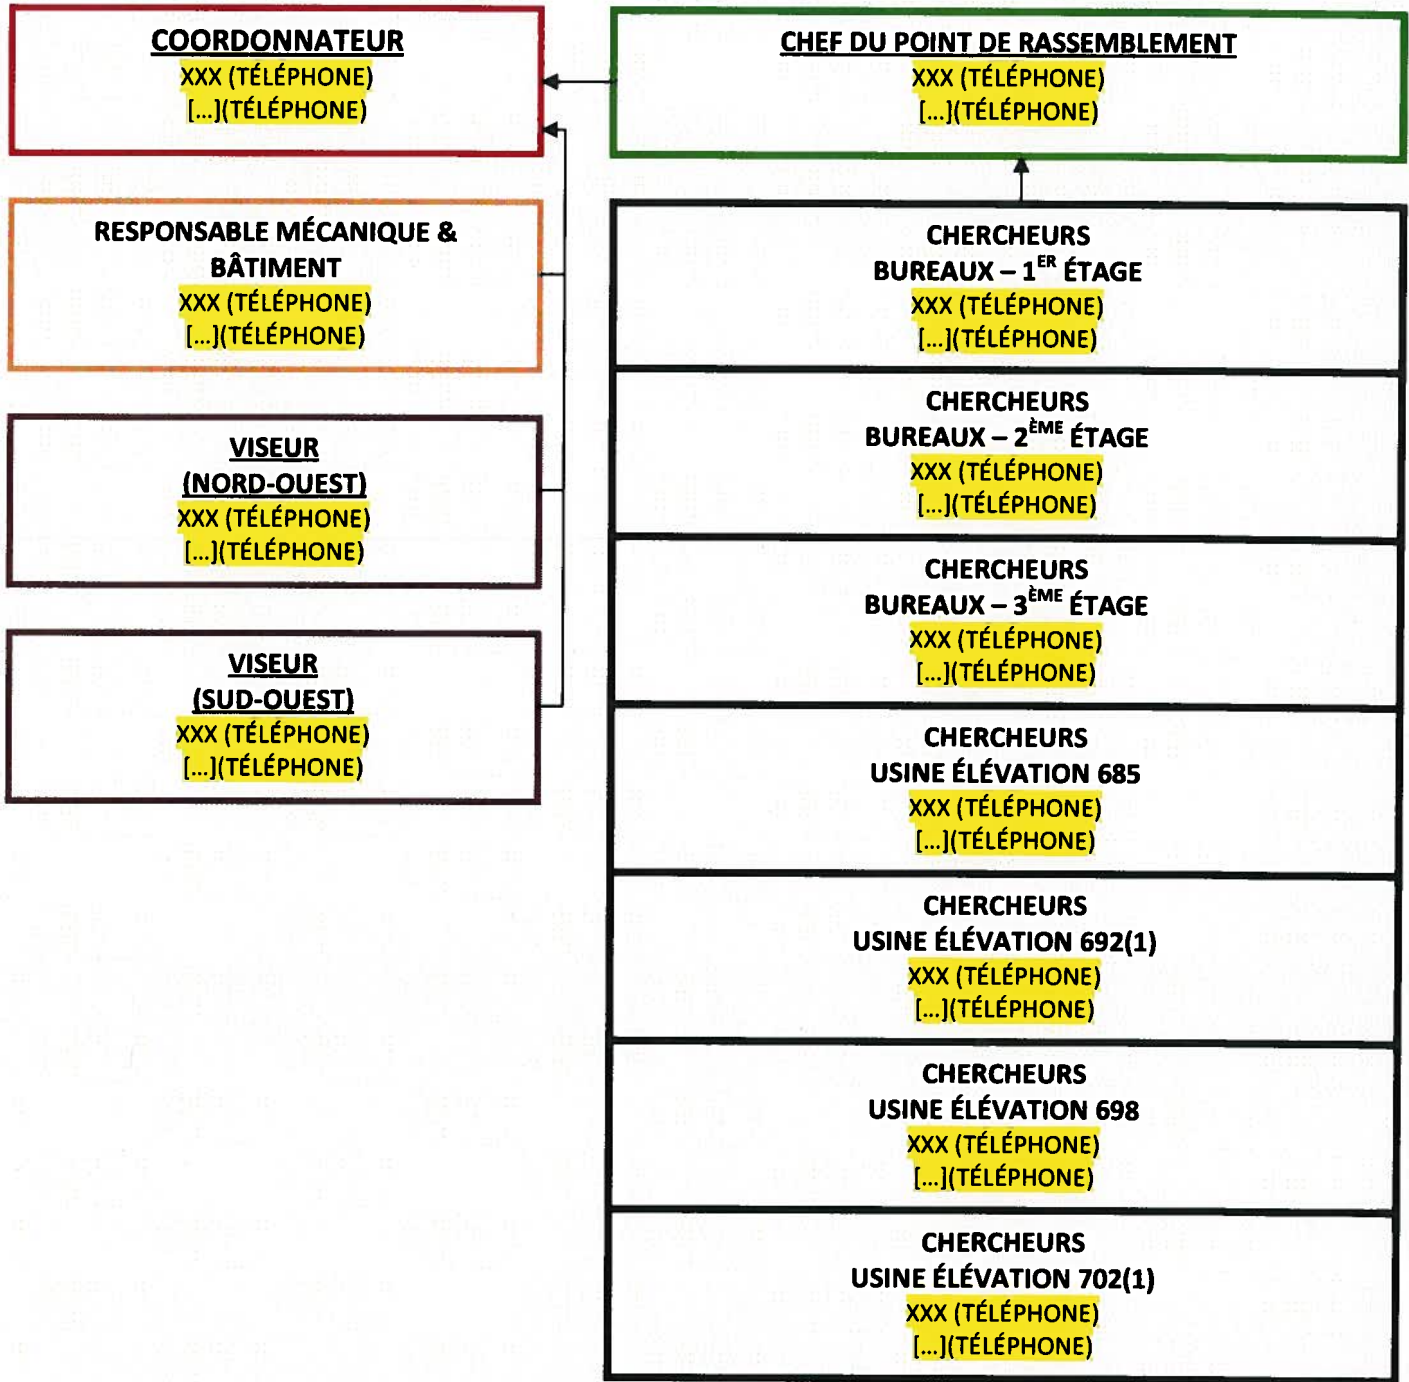 COORDONNATEUR
XXX (TÉLÉPHONE)
[...](TÉLÉPHONE)
CHEF DU POINT DE RASSEMBLEMENT
XXX (TÉLÉPHONE)
[...](TÉLÉPHONE)
RESPONSABLE MÉCANIQUE &
BÂTIMENT
XXX (TÉLÉPHONE)
[...](TÉLÉPHONE)
VISEUR
(NORD-OUEST)
XXX (TÉLÉPHONE)
[...](TÉLÉPHONE)
VISEUR
(SUD-OUEST)
XXX (TÉLÉPHONE)
[...](TÉLÉPHONE)
CHERCHEURS
BUREAUX – 1ER ÉTAGE
XXX (TÉLÉPHONE)
[...](TÉLÉPHONE)
CHERCHEURS
BUREAUX – 2ÈME ÉTAGE
XXX (TÉLÉPHONE)
[...](TÉLÉPHONE)
CHERCHEURS
BUREAUX – 3ÈME ÉTAGE
XXX (TÉLÉPHONE)
[...](TÉLÉPHONE)
CHERCHEURS
USINE ÉLÉVATION 685
XXX (TÉLÉPHONE)
[...](TÉLÉPHONE)
CHERCHEURS
USINE ÉLÉVATION 692(1)
XXX (TÉLÉPHONE)
[...](TÉLÉPHONE)
CHERCHEURS
USINE ÉLÉVATION 698
XXX (TÉLÉPHONE)
[...](TÉLÉPHONE)
CHERCHEURS
USINE ÉLÉVATION 702(1)
XXX (TÉLÉPHONE)
[...](TÉLÉPHONE)